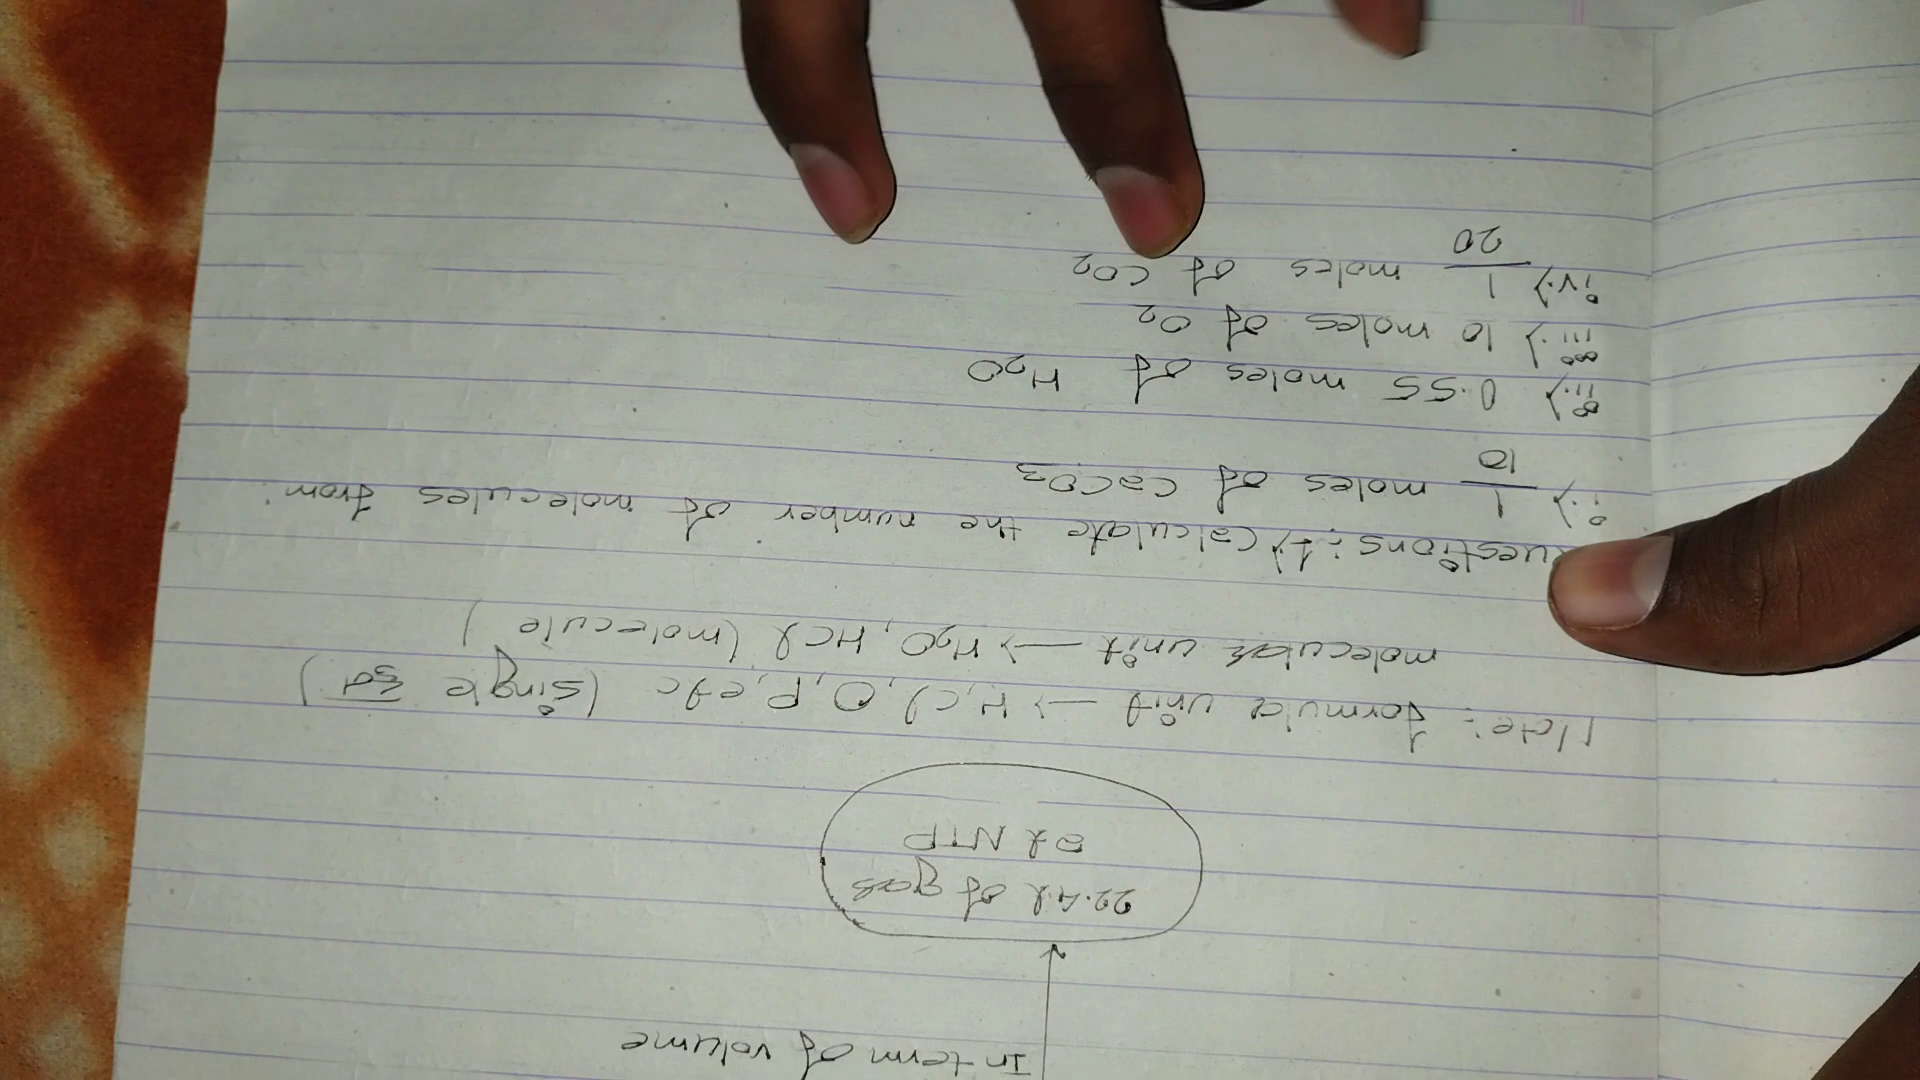 In term of volume
22.4l of gas
at NTP
Note: formula unit → H, Cl, O, P, etc (single)
molecular unit → H2O, HCl (molecule)
Questions: 1) Calculate the number of molecules from:
i.) 1/10 moles of CaCO3
ii.) 0.55 moles of H2O
iii.) 10 moles of O2
iv.) 1/20 moles of CO2